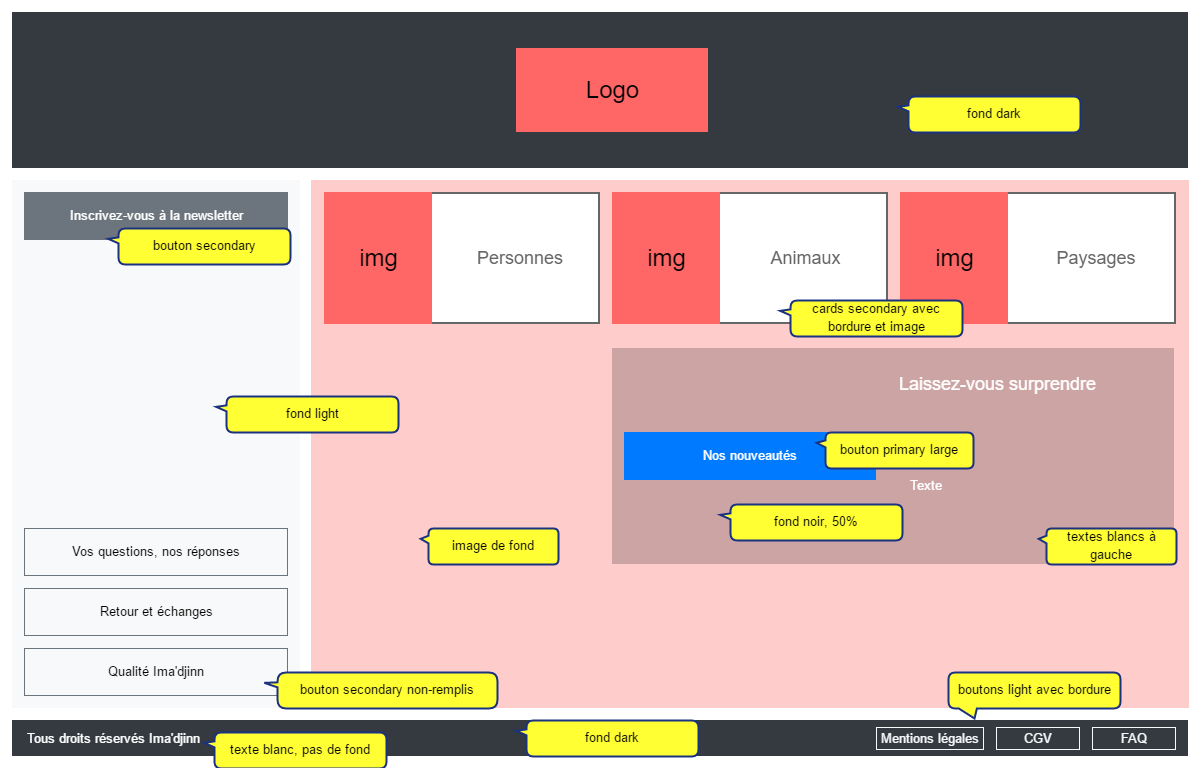 Logo
fond dark
Inscrivez-vous à la newsletter
bouton secondary
img
Personnes
img
Animaux
img
Paysages
cards secondary avec
bordure et image
Laissez-vous surprendre
fond light
Nos nouveautés
bouton primary large
Texte
fond noir, 50%
image de fond
textes blancs à
gauche
Vos questions, nos réponses
Retour et échanges
Qualité Ima'djinn
bouton secondary non-remplis
boutons light avec bordure
Tous droits réservés Ima'djinn
texte blanc, pas de fond
fond dark
Mentions légales
CGV
FAQ